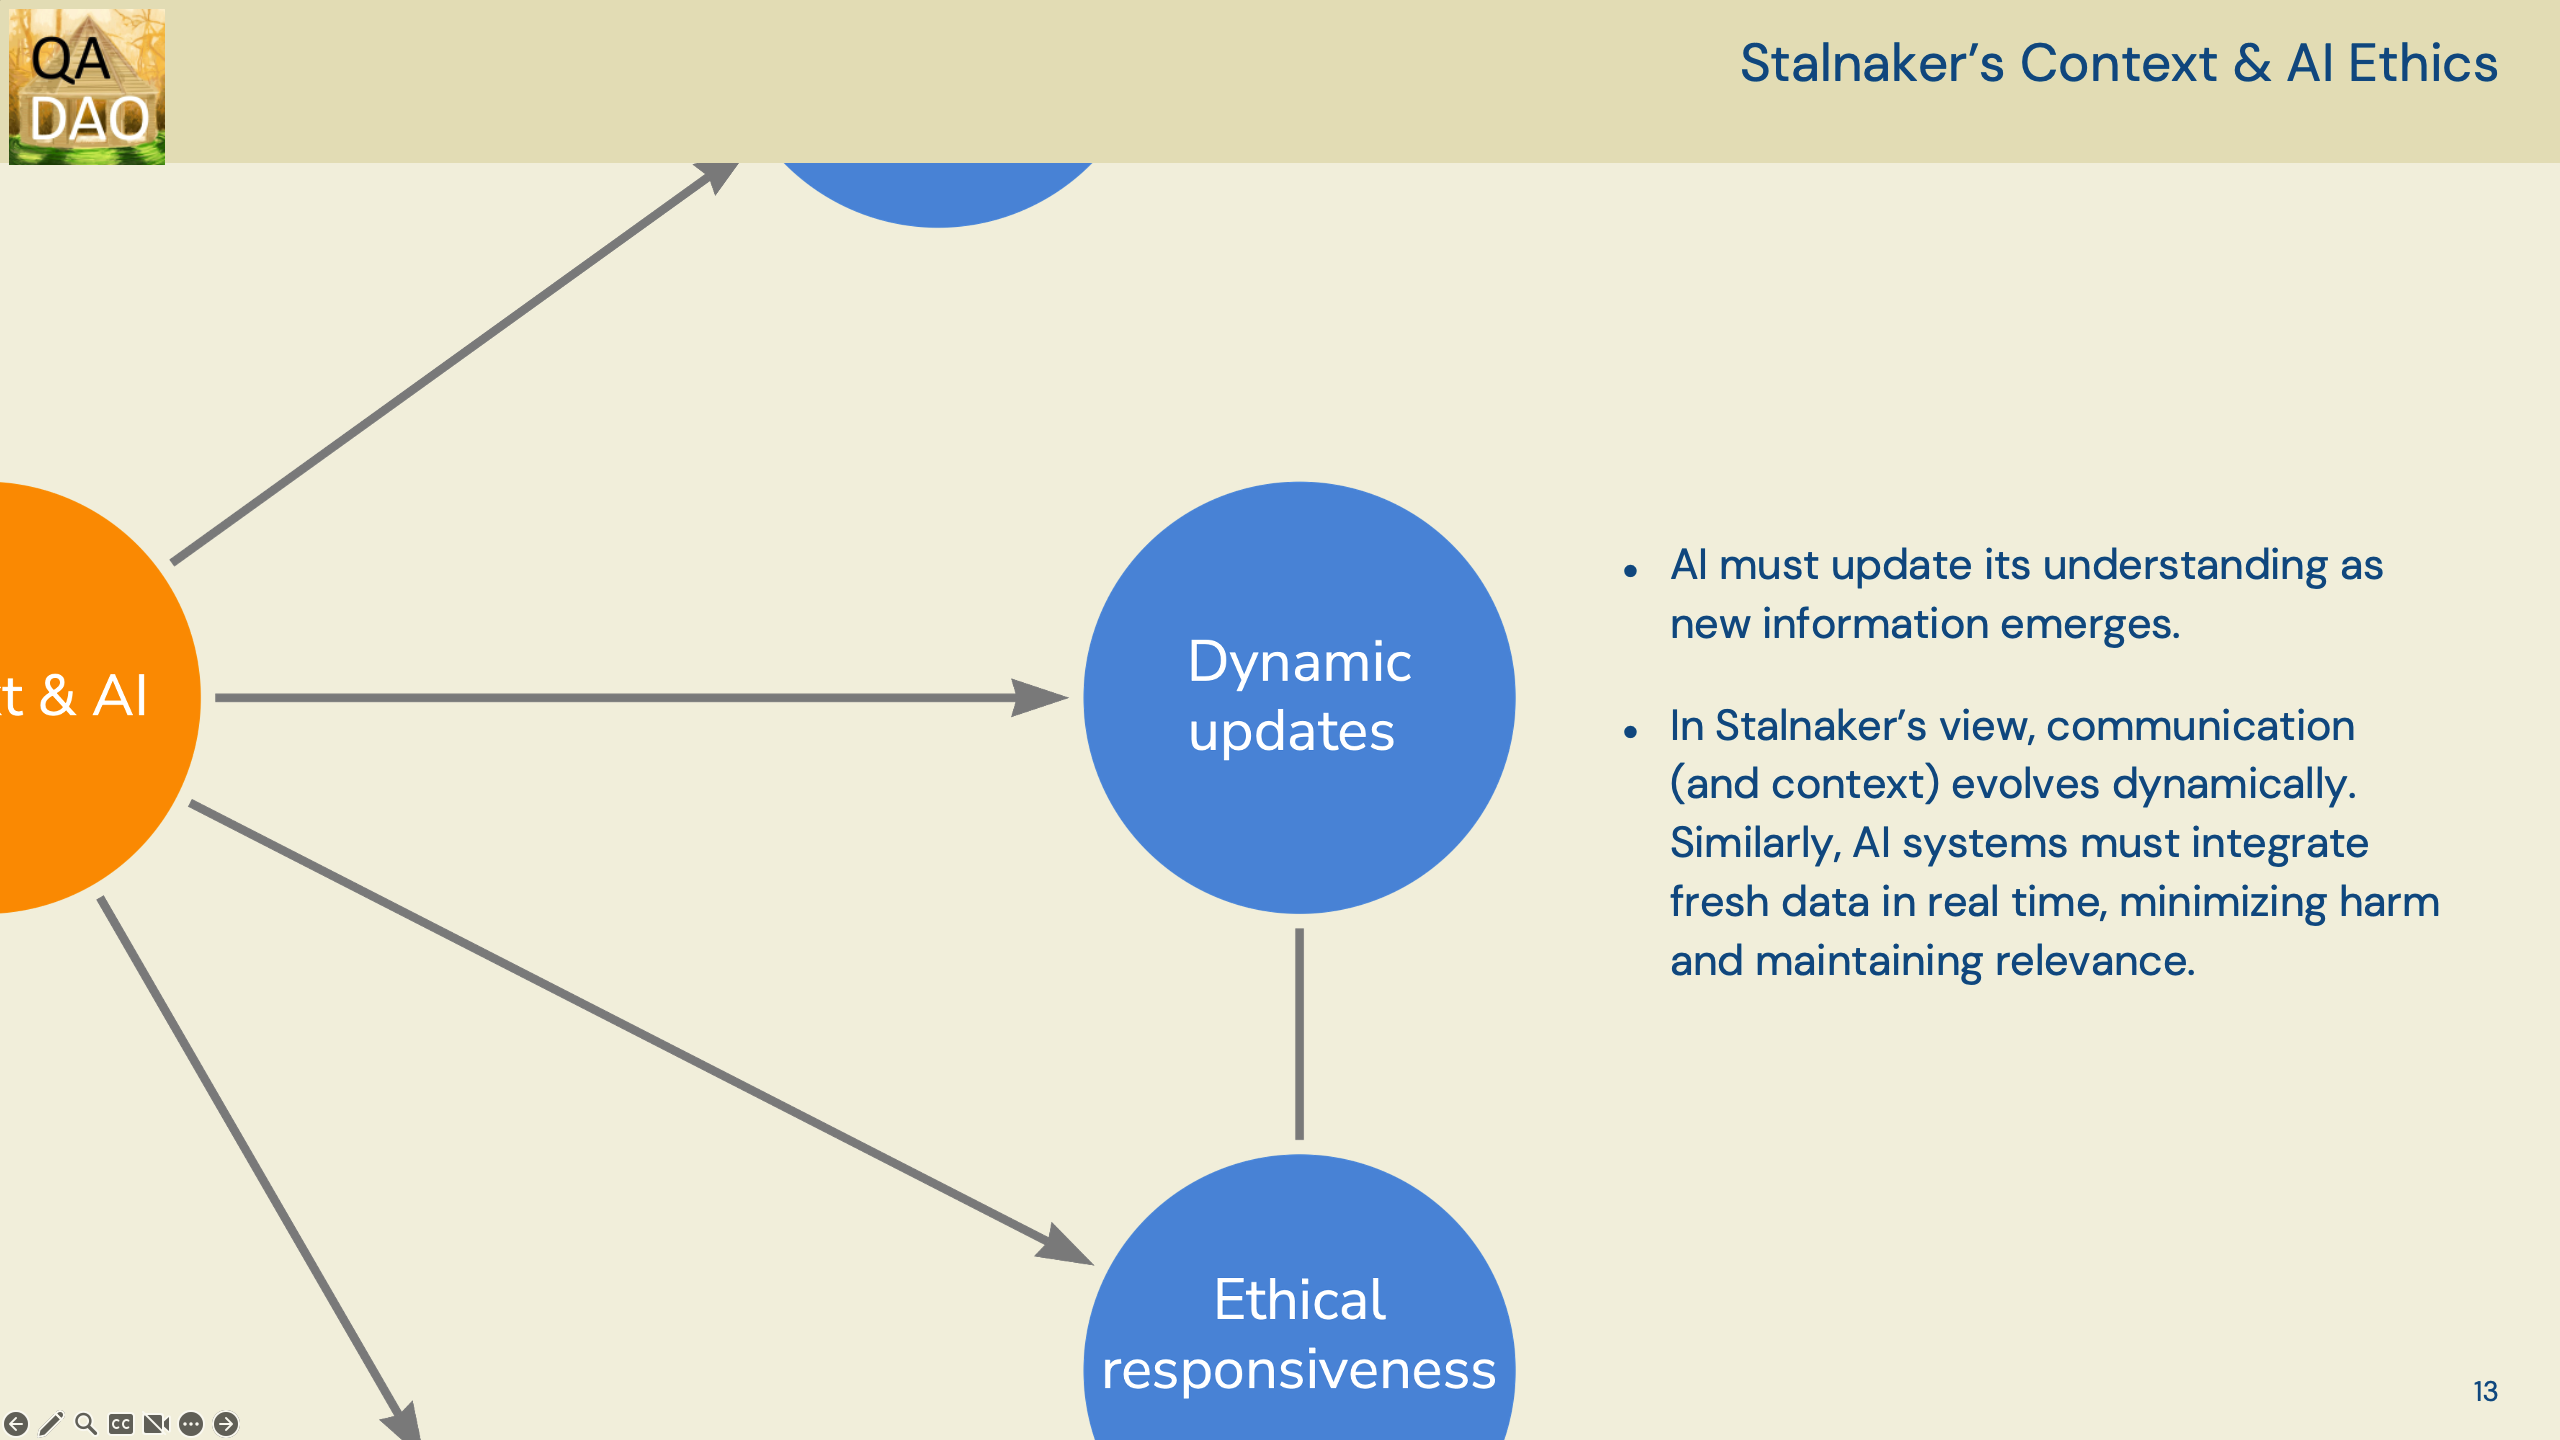 QA
DAO
Stalnaker’s Context & AI Ethics
t & AI
Dynamic
updates
• AI must update its understanding as
new information emerges.
• In Stalnaker’s view, communication
(and context) evolves dynamically.
Similarly, AI systems must integrate
fresh data in real time, minimizing harm
and maintaining relevance.
Ethical
responsiveness
13
CC